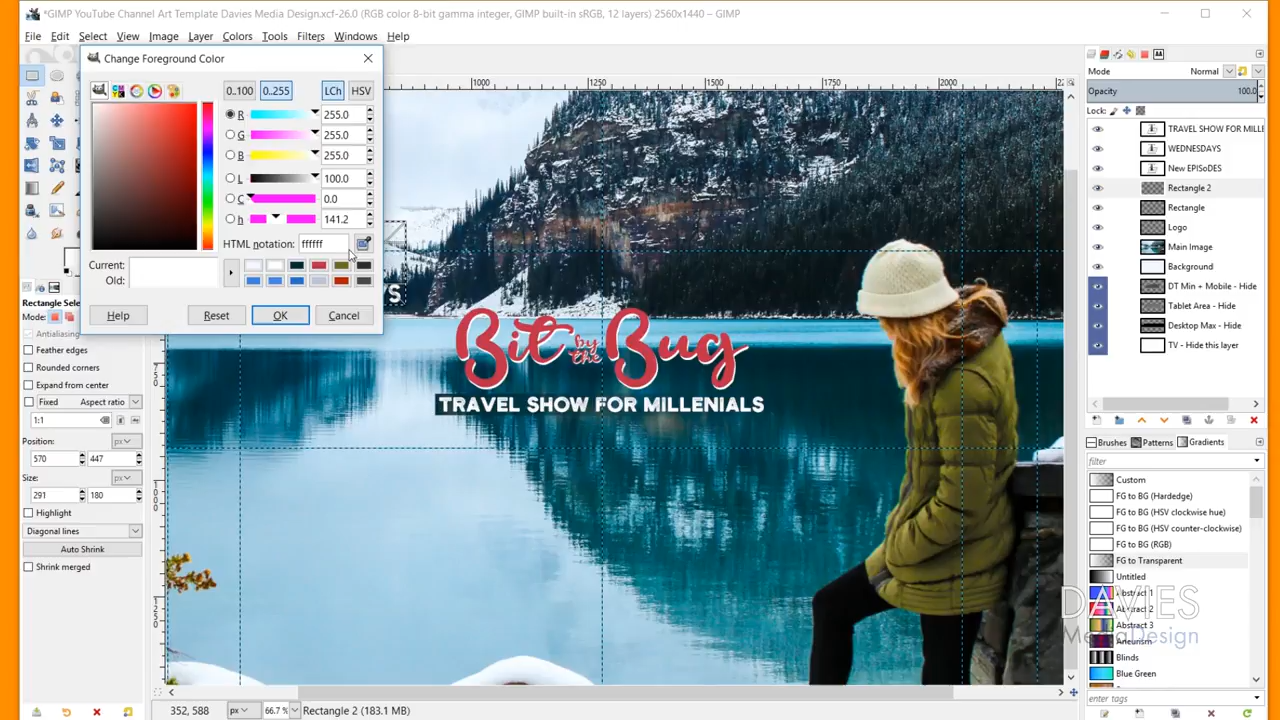 *GIMP YouTube Channel Art Template Davies Media Design.xcf-26.0 (RGB color 8-bit gamma integer, GIMP built-in sRGB, 12 layers) 2560x1440 – GIMP
File Edit Select View Image Layer Colors Tools Filters Windows Help
Change Foreground Color
0..100 0..255 LCh HSV
R 255.0
G 255.0
B 255.0
L 100.0
C 0.0
h 141.2
HTML notation: ffffff
Current:
Old:
Help Reset OK Cancel
Rectangle Sele
Mode:
Antialiasing
Feather edges
Rounded corners
Expand from center
Fixed Aspect ratio
1:1
Position: px
570 447
Size: px
291 180
Highlight
Diagonal lines
Auto Shrink
Shrink merged
1000 1250 1500 1750 2000
750
1000
1250
Bit by the Bug
TRAVEL SHOW FOR MILLENIALS
352, 588 px 66.7 % Rectangle 2 (183.1 MB)
Mode Normal
Opacity 100.0
Lock:
TRAVEL SHOW FOR MILLE
WEDNESDAYS
New EPISoDES
Rectangle 2
Rectangle
Logo
Main Image
Background
DT Min + Mobile - Hide
Tablet Area - Hide
Desktop Max - Hide
TV - Hide this layer
Brushes Patterns Gradients
filter
Custom
FG to BG (Hardedge)
FG to BG (HSV clockwise hue)
FG to BG (HSV counter-clockwise)
FG to BG (RGB)
FG to Transparent
Untitled
Abstract 1
Abstract 2
Abstract 3
Aneurism
Blinds
Blue Green
enter tags
DAVIES
MediaDesign